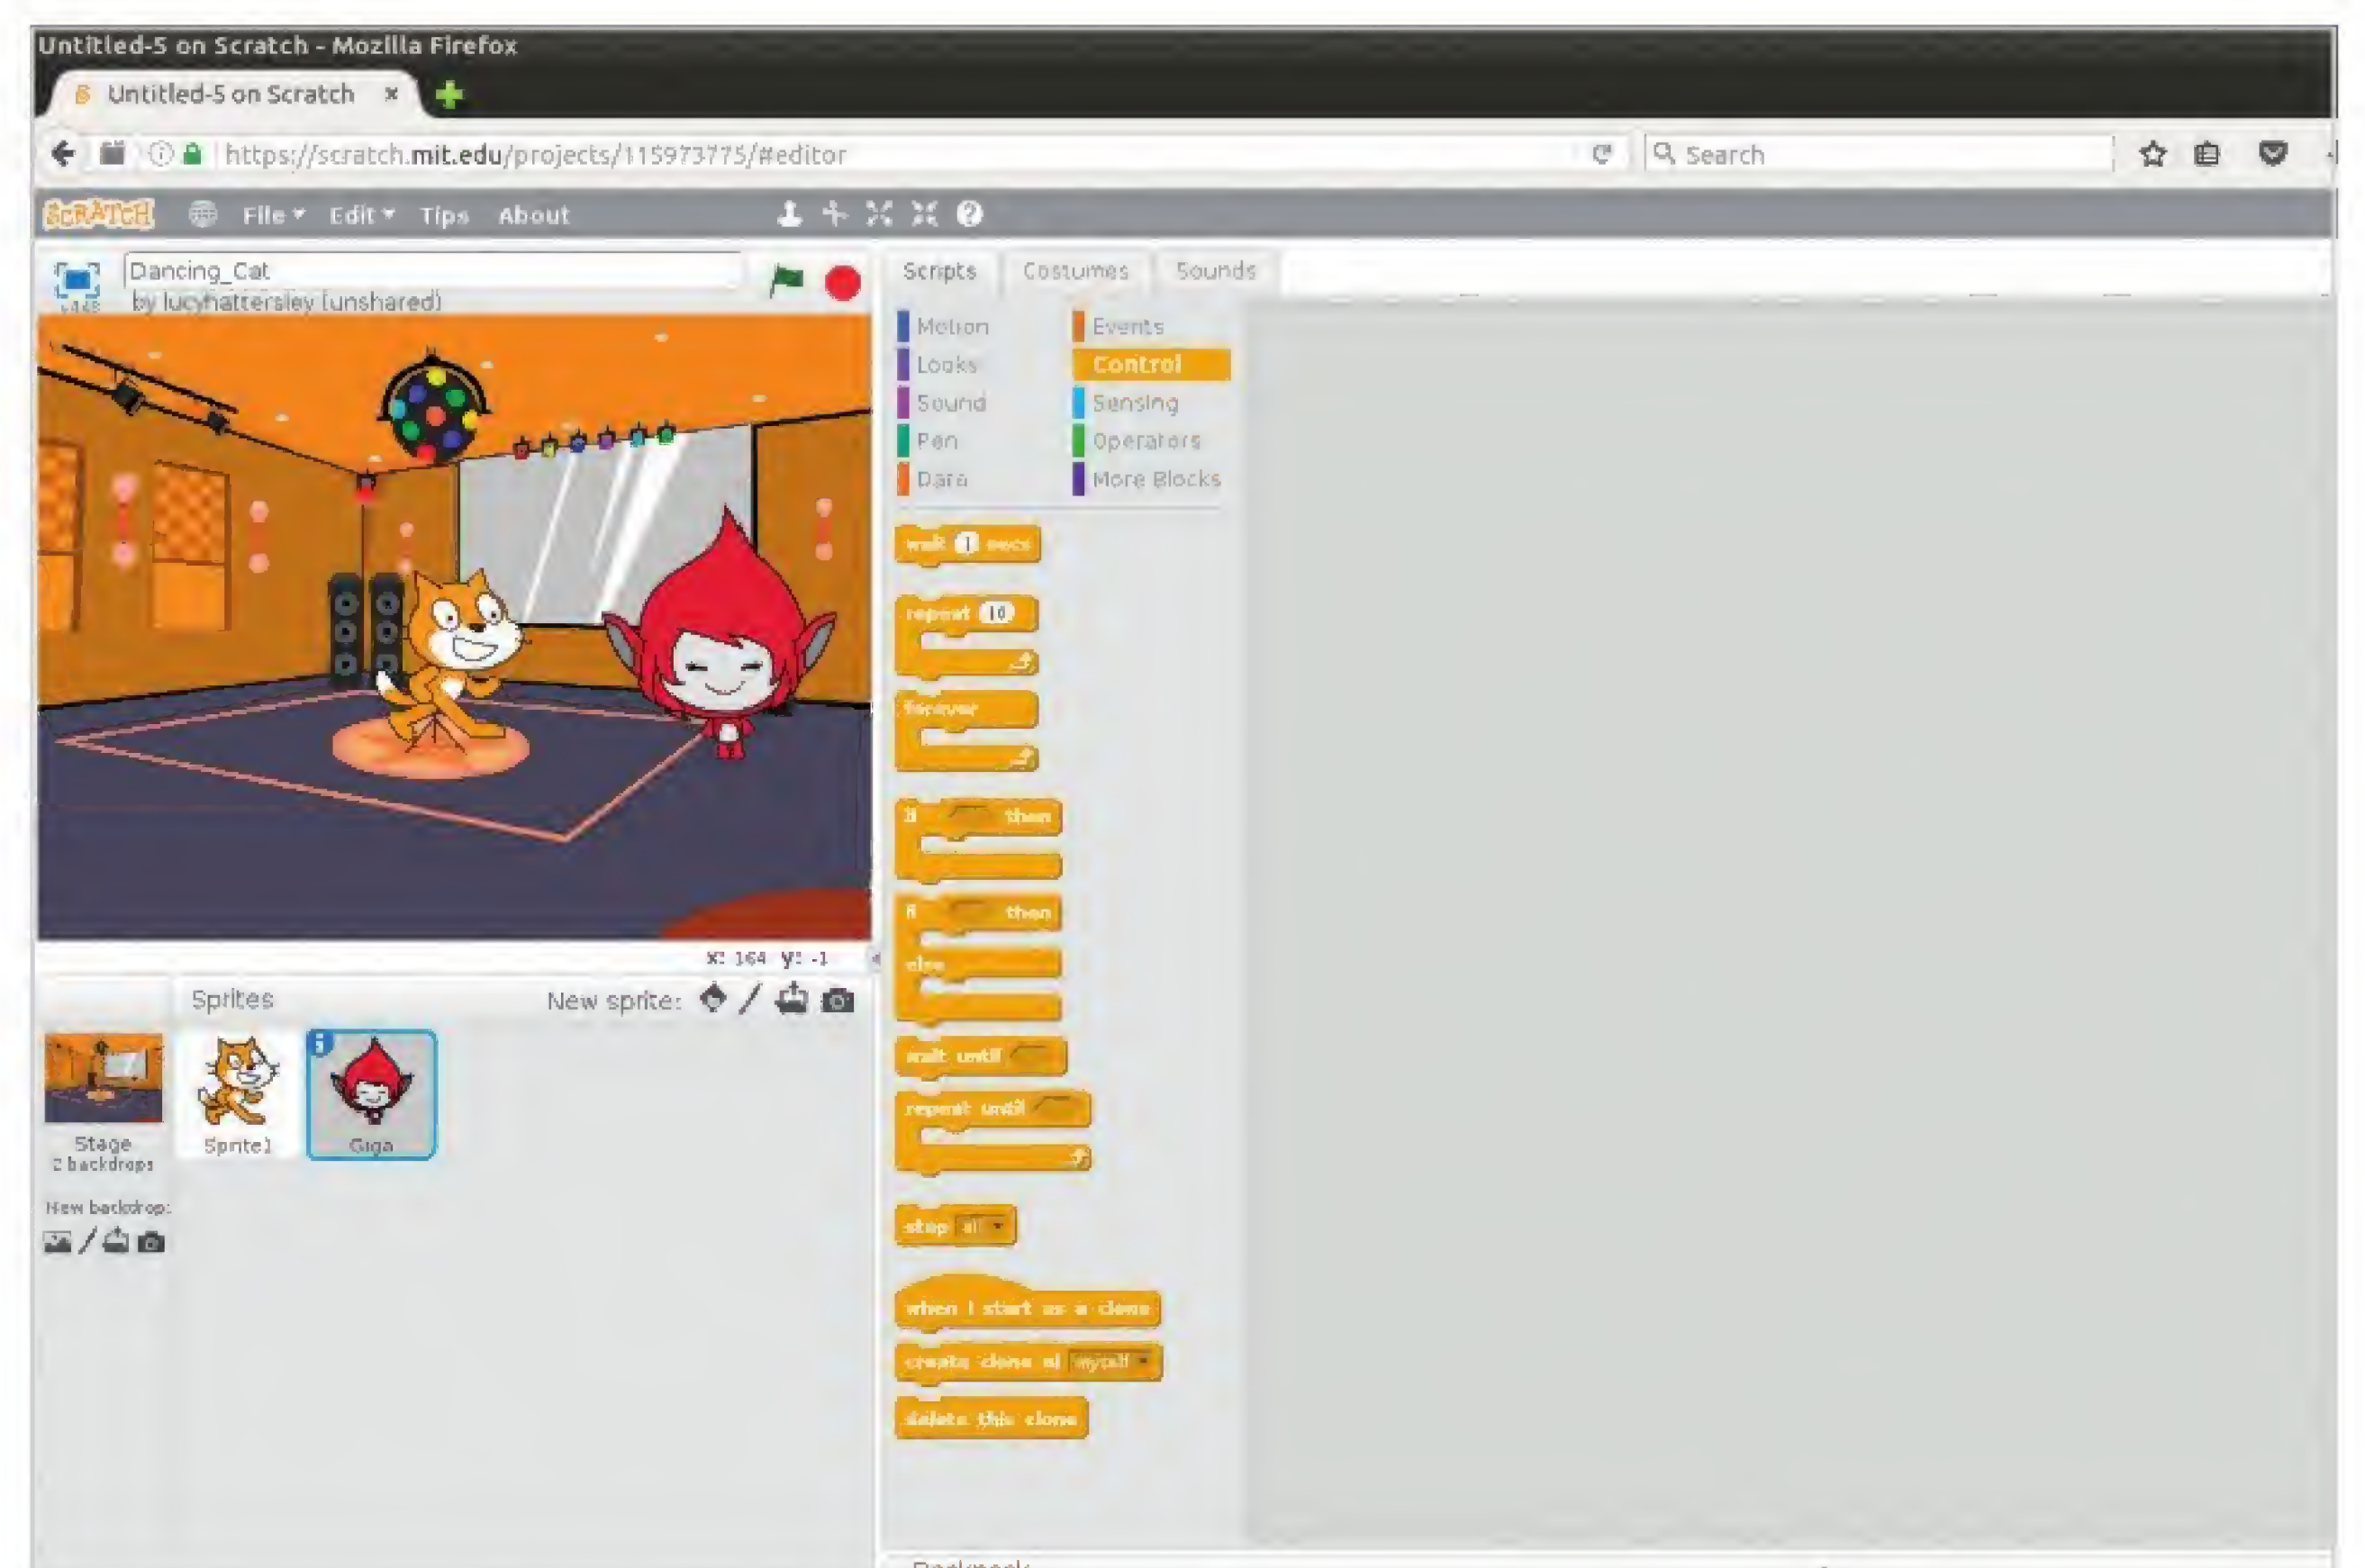 Untitled-5 on Scratch - Mozilla Firefox
Untitled-5 on Scratch
https://scratch.mit.edu/projects/115973775/#editor
Search
SCRATCH File Edit Tips About
Dancing_Cat
by lucyhattersley (unshared)
Scripts Costumes Sounds
Motion Events
Looks Control
Sound Sensing
Pen Operators
Data More Blocks
wait 1 secs
repeat 10
forever
if then
if then
else
wait until
repeat until
stop all
when I start as a clone
create clone of myself
delete this clone
x: 164 y: -1
Sprites New sprite:
Stage
2 backdrops
Sprite1
Giga
New backdrop: